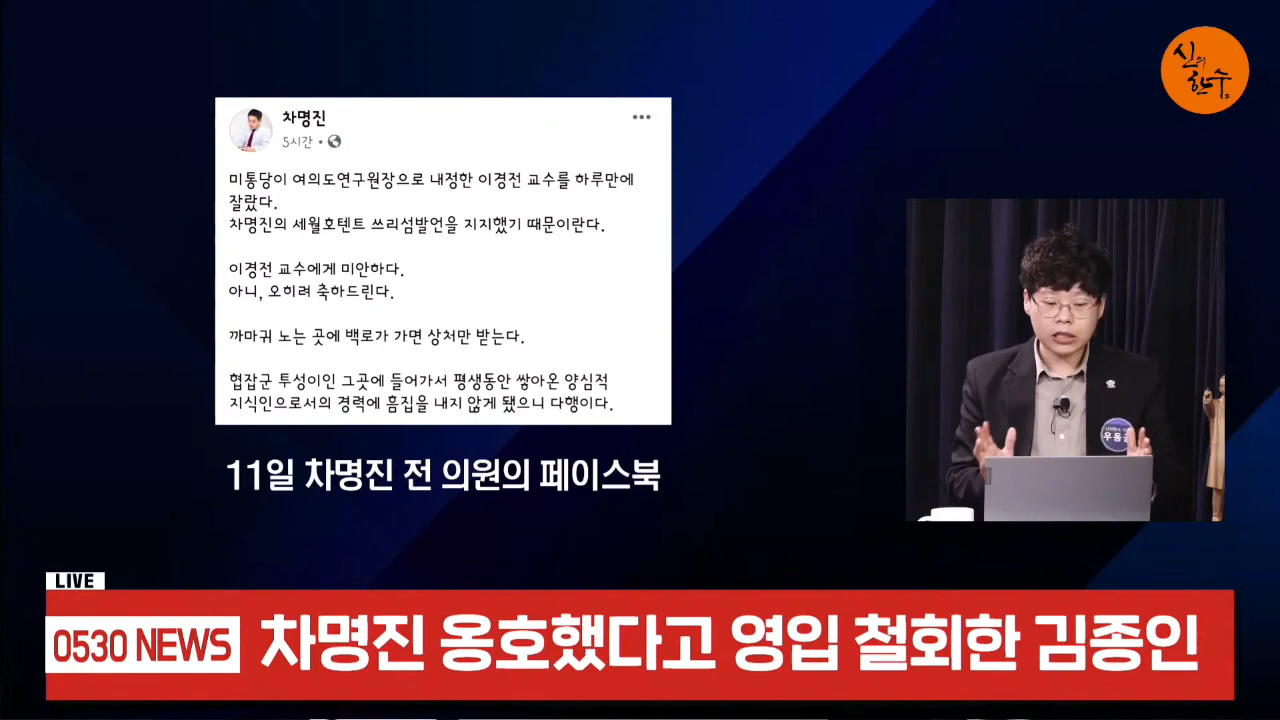 신의
한수
차명진
5시간
미통당이 여의도연구원장으로 내정한 이경전 교수를 하루만에
잘랐다.
차명진의 세월호텐트 쓰리섬발언을 지지했기 때문이란다.
이경전 교수에게 미안하다.
아니, 오히려 축하드린다.
까마귀 노는 곳에 백로가 가면 상처만 받는다.
협잡군 투성이인 그곳에 들어가서 평생동안 쌓아온 양심적
지식인으로서의 경력에 흠집을 내지 않게 됐으니 다행이다.
11일 차명진 전 의원의 페이스북
우동균
LIVE
0530 NEWS
차명진 옹호했다고 영입 철회한 김종인